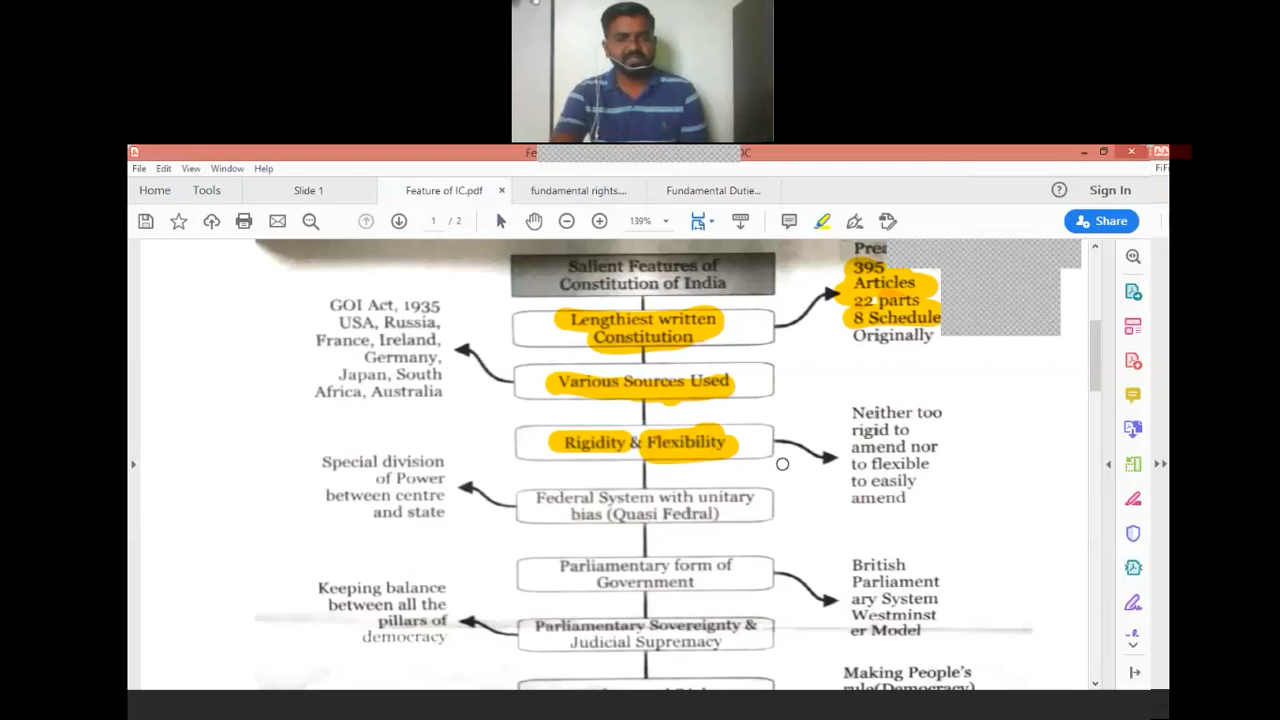 File Edit View Window Help
Home Tools Slide 1 Feature of IC.pdf × fundamental rights.... Fundamental Dutie... Sign In
1 / 2 139% Share
Salient Features of
Constitution of India
395
Articles
22 parts
8 Schedule
Originally
Lengthiest written
Constitution
GOI Act, 1935
USA, Russia,
France, Ireland,
Germany,
Japan, South
Africa, Australia
Various Sources Used
Rigidity & Flexibility
Neither too
rigid to
amend nor
to flexible
to easily
amend
Special division
of Power
between centre
and state
Federal System with unitary
bias (Quasi Fedral)
Parliamentary form of
Government
British
Parliament
ary System
Westminst
er Model
Keeping balance
between all the
pillars of
democracy
Parliamentary Sovereignty &
Judicial Supremacy
Making People's
rule(Democracy)